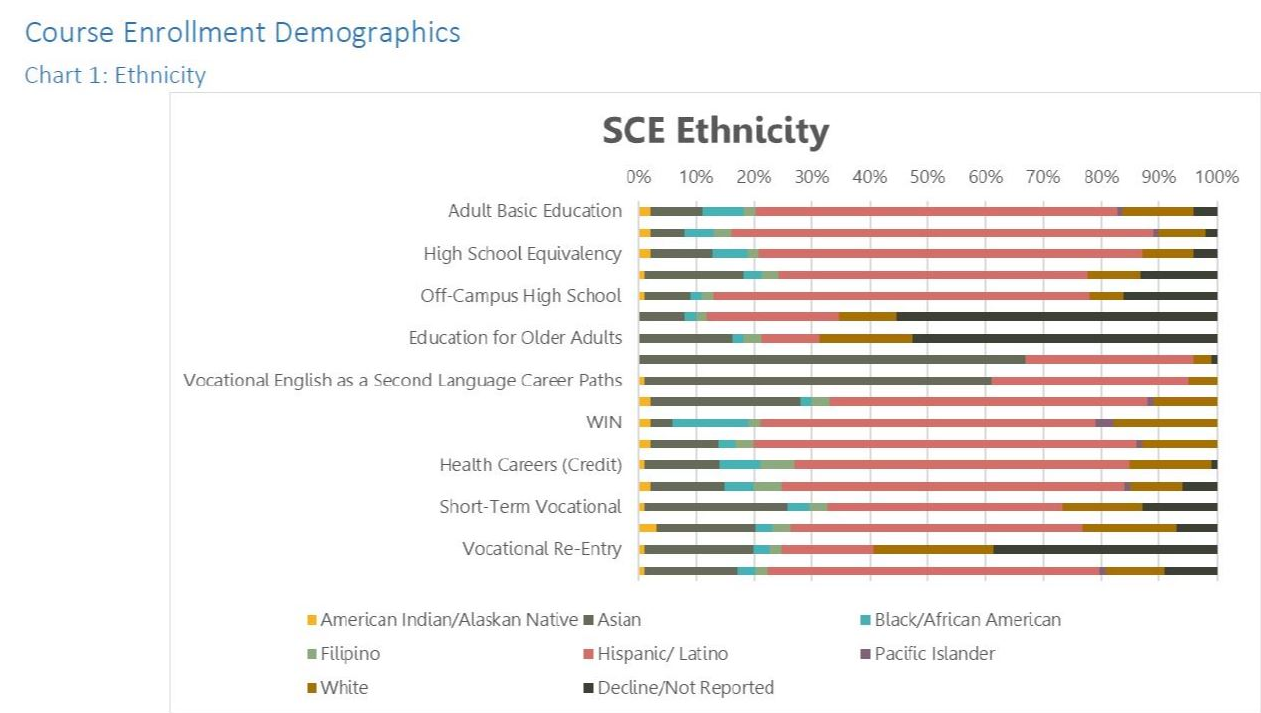 Course Enrollment Demographics
Chart 1: Ethnicity
SCE Ethnicity
0% 10% 20% 30% 40% 50% 60% 70% 80% 90% 100%
Adult Basic Education
High School Equivalency
Off-Campus High School
Education for Older Adults
Vocational English as a Second Language Career Paths
WIN
Health Careers (Credit)
Short-Term Vocational
Vocational Re-Entry
American Indian/Alaskan Native Asian Black/African American
Filipino Hispanic/ Latino Pacific Islander
White Decline/Not Reported